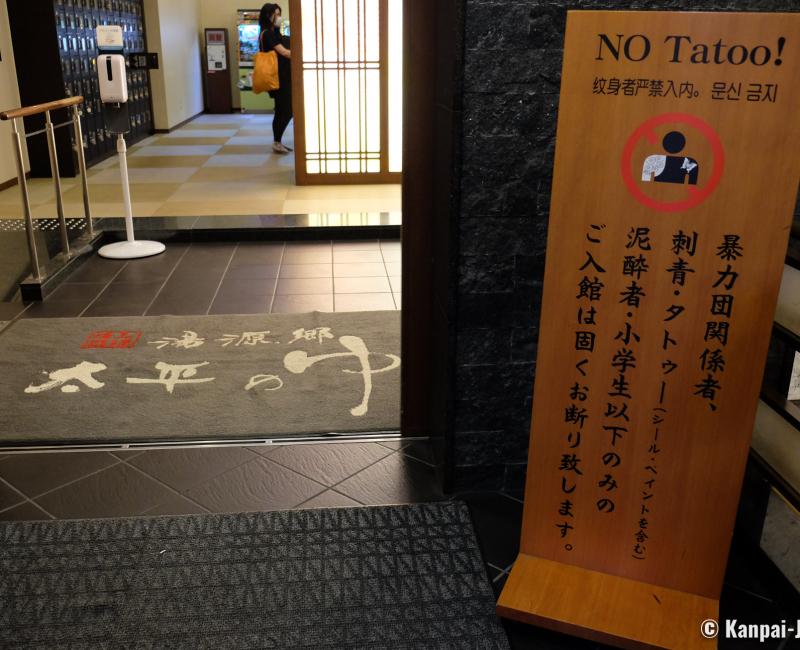 NO Tatoo!
纹身者严禁入内。 문신 금지
暴力団関係者、
刺青・タトゥー(シール・ペイントを含む)
泥酔者・小学生以下のみの
ご入館は固くお断り致します。
湯源郷
太平のゆ
© Kanpai-J